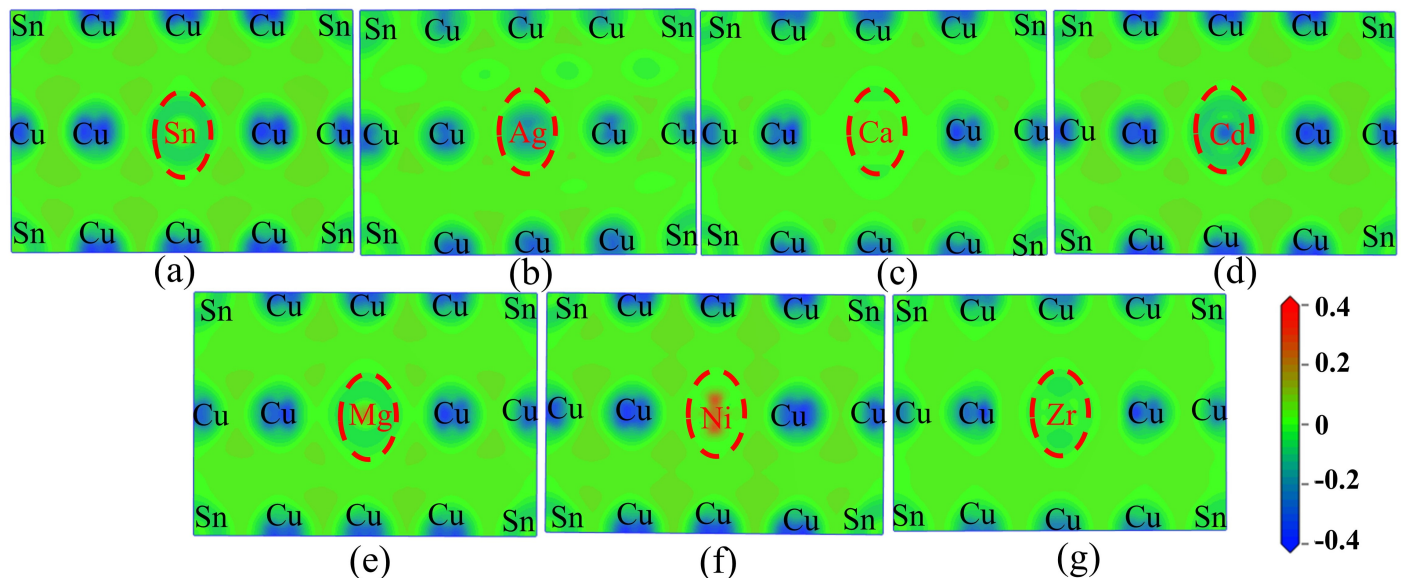 Sn Cu Cu Cu Sn
Cu Cu Sn Cu Cu
Sn Cu Cu Cu Sn
(a)
Sn Cu Cu Cu Sn
Cu Cu Ag Cu Cu
Sn Cu Cu Cu Sn
(b)
Sn Cu Cu Cu Sn
Cu Cu Ca Cu Cu
Sn Cu Cu Cu Sn
(c)
Sn Cu Cu Cu Sn
Cu Cu Cd Cu Cu
Sn Cu Cu Cu Sn
(d)
Sn Cu Cu Cu Sn
Cu Cu Mg Cu Cu
Sn Cu Cu Cu Sn
(e)
Sn Cu Cu Cu Sn
Cu Cu Ni Cu Cu
Sn Cu Cu Cu Sn
(f)
Sn Cu Cu Cu Sn
Cu Cu Zr Cu Cu
Sn Cu Cu Cu Sn
(g)
0.4
0.2
0
-0.2
-0.4